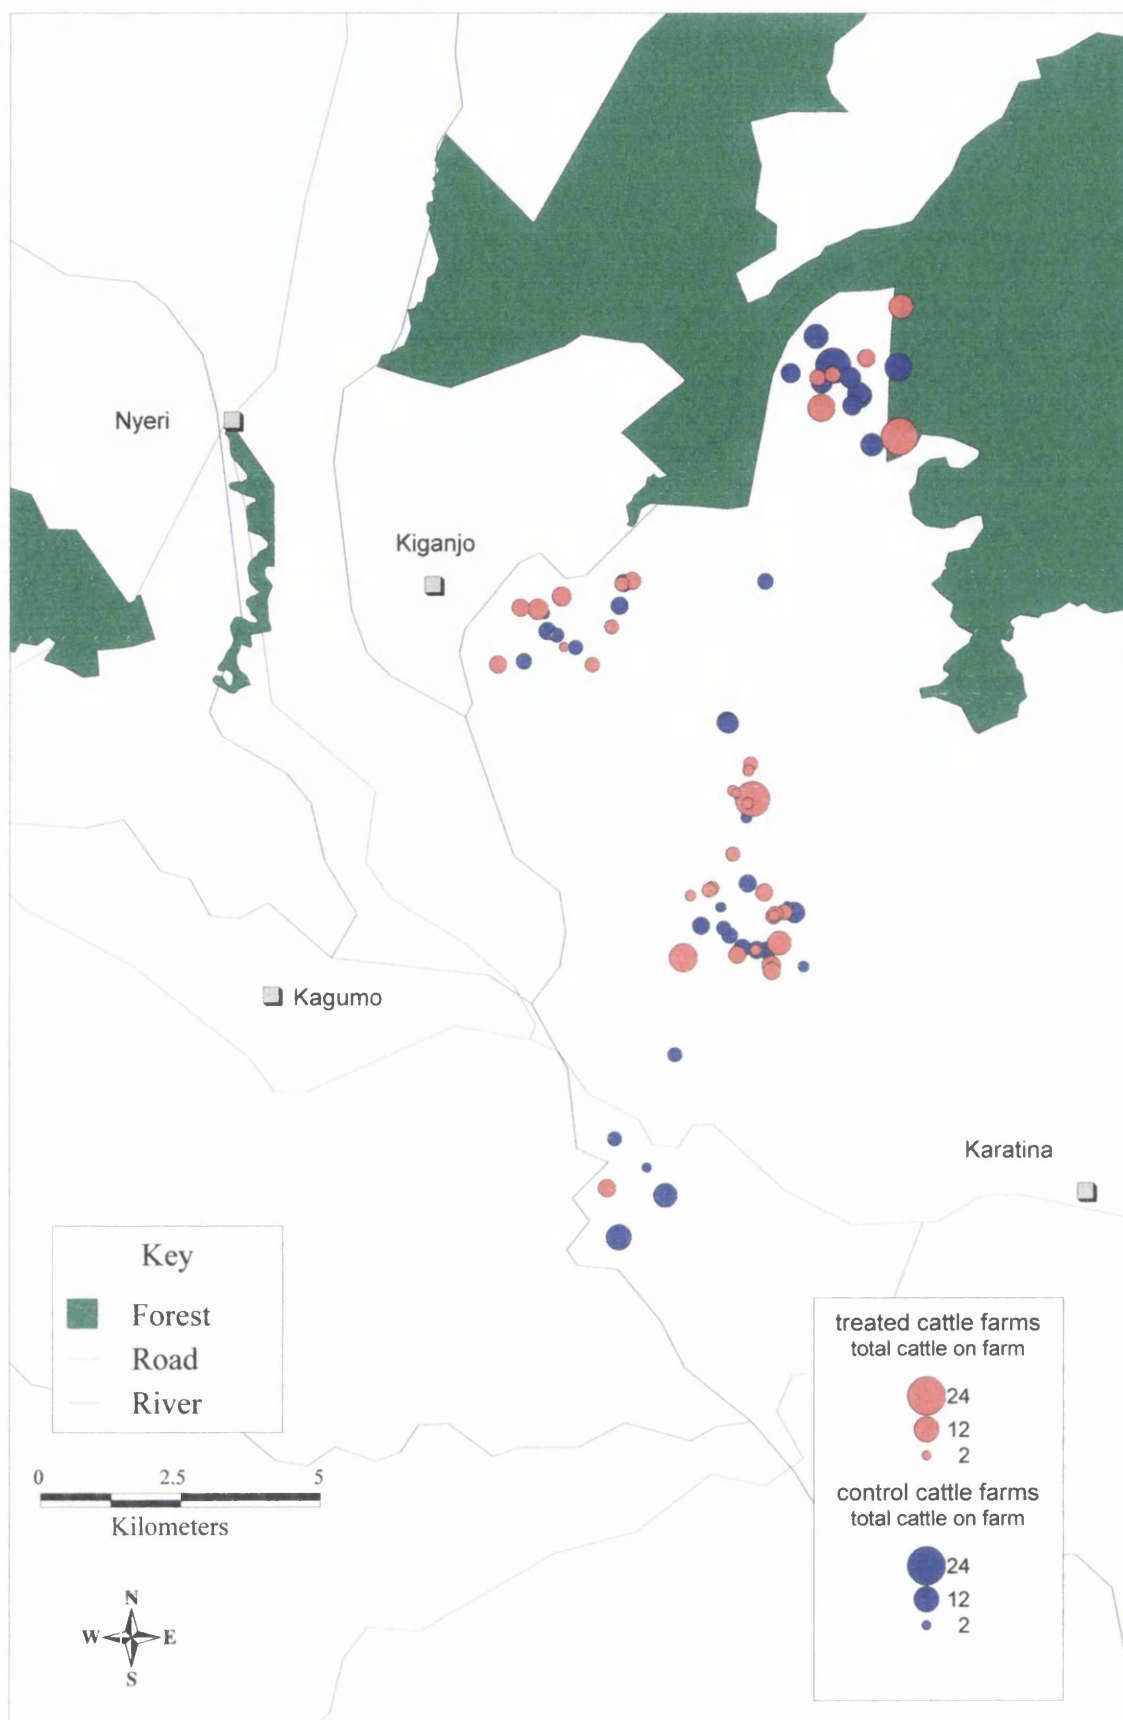 Nyeri
Kiganjo
Kagumo
Karatina
Key
Forest
Road
River
0 2.5 5
Kilometers
N
W E
S
treated cattle farms
total cattle on farm
24
12
2
control cattle farms
total cattle on farm
24
12
2